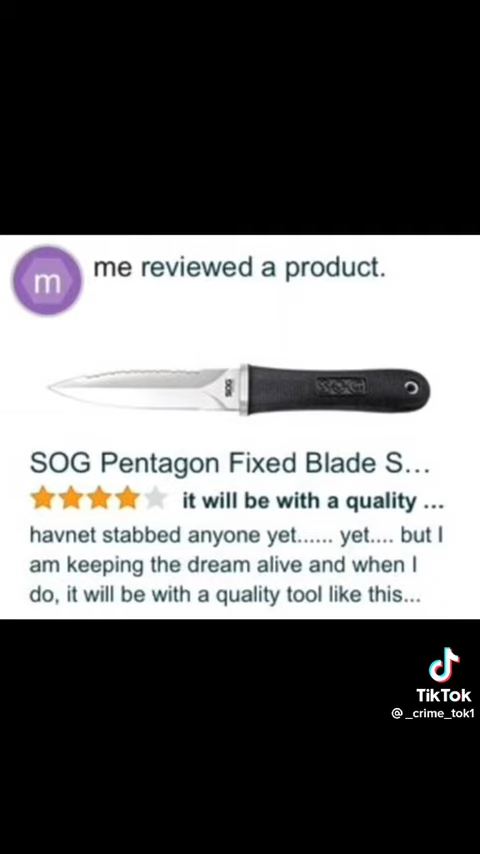 m
me reviewed a product.
SOG
SOG
SOG Pentagon Fixed Blade S...
it will be with a quality ...
havnet stabbed anyone yet...... yet.... but I
am keeping the dream alive and when I
do, it will be with a quality tool like this...
TikTok
@_crime_tok1